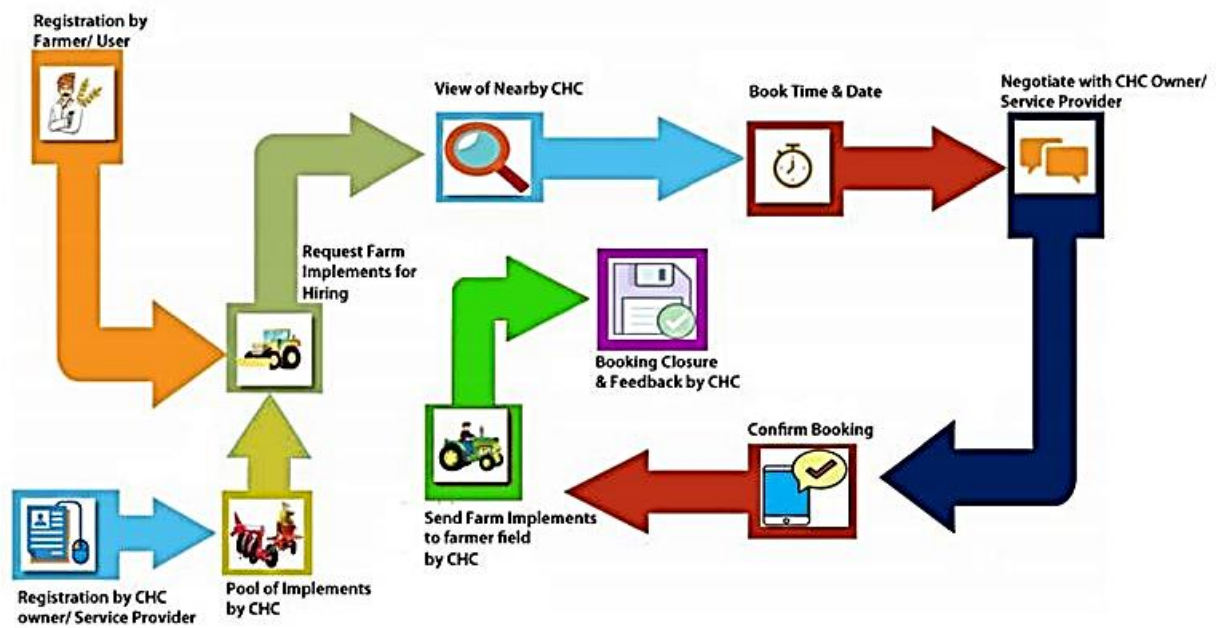 Registration by
Farmer/ User
View of Nearby CHC
Book Time & Date
Negotiate with CHC Owner/
Service Provider
Request Farm
Implements for
Hiring
Booking Closure
& Feedback by CHC
Confirm Booking
Send Farm Implements
to farmer field
by CHC
Pool of Implements
by CHC
Registration by CHC
owner/ Service Provider